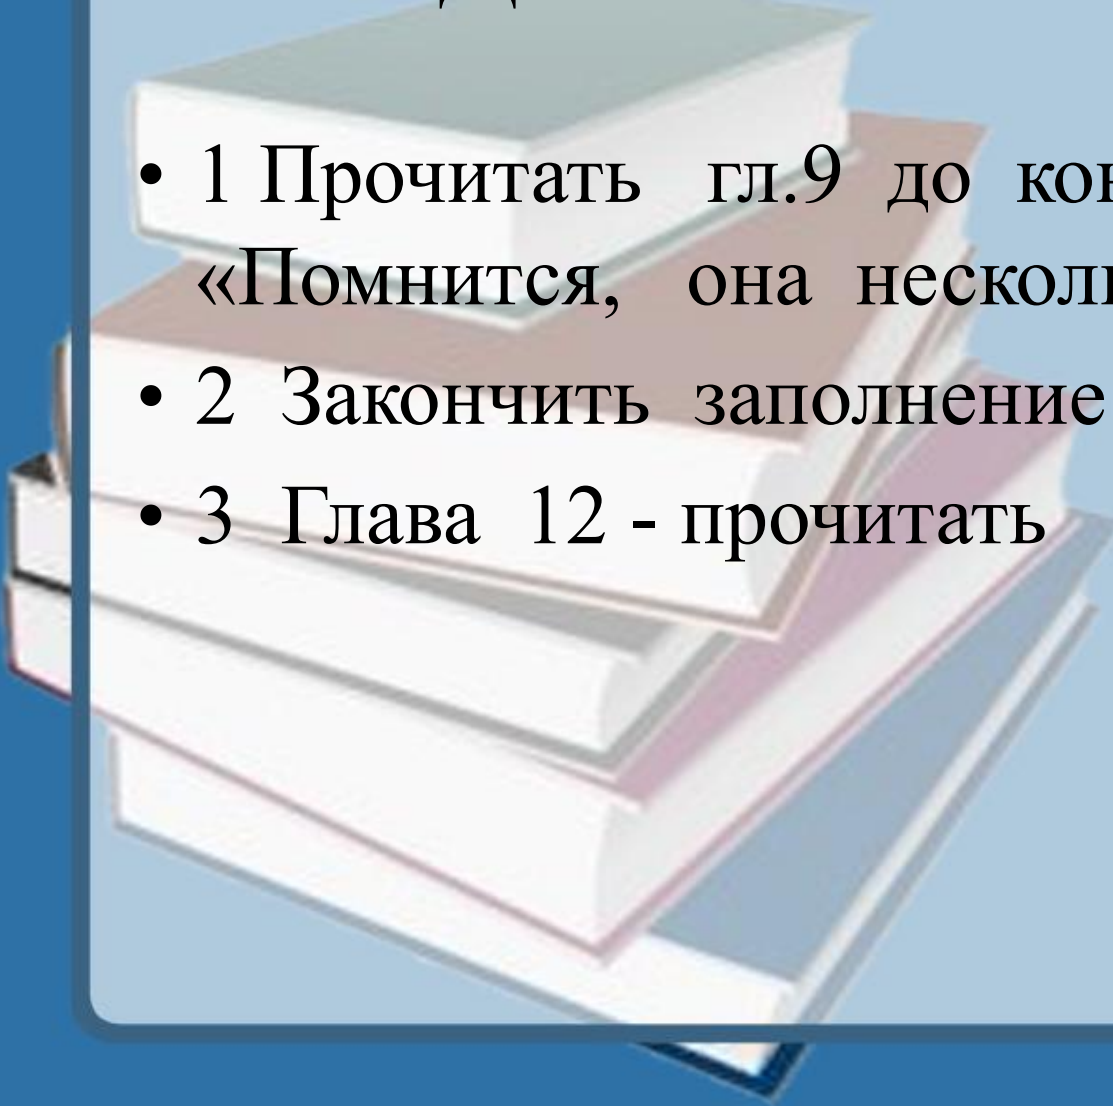 • 1 Прочитать гл.9 до
«Помнится, она
• 2 Закончить заполнение
• 3 Глава 12 - прочитать